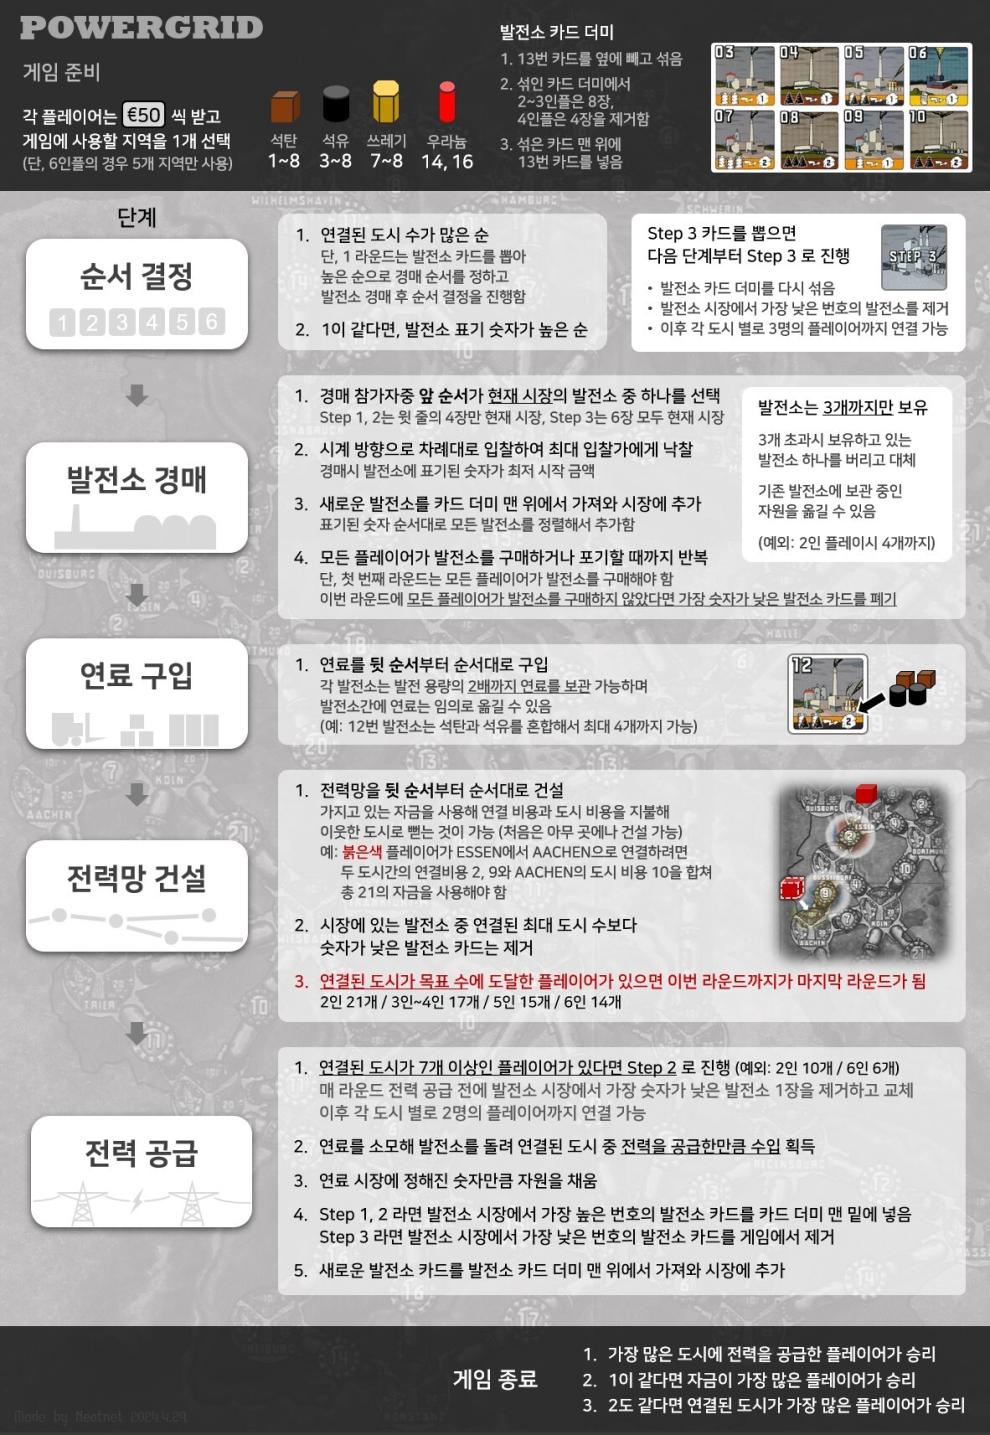 POWERGRID
게임 준비
각 플레이어는 €50 씩 받고
게임에 사용할 지역을 1개 선택
(단, 6인플의 경우 5개 지역만 사용)
석탄
1~8
석유
3~8
쓰레기
7~8
우라늄
14, 16
발전소 카드 더미
1. 13번 카드를 옆에 빼고 섞음
2. 섞인 카드 더미에서
2~3인플은 8장,
4인플은 4장을 제거함
3. 섞은 카드 맨 위에
13번 카드를 넣음
03 04 05 06
07 08 09 10
단계
순서 결정
1 2 3 4 5 6
1. 연결된 도시 수가 많은 순
단, 1 라운드는 발전소 카드를 뽑아
높은 순으로 경매 순서를 정하고
발전소 경매 후 순서 결정을 진행함
2. 1이 같다면, 발전소 표기 숫자가 높은 순
Step 3 카드를 뽑으면
다음 단계부터 Step 3 로 진행
STEP 3
• 발전소 카드 더미를 다시 섞음
• 발전소 시장에서 가장 낮은 번호의 발전소를 제거
• 이후 각 도시 별로 3명의 플레이어까지 연결 가능
발전소 경매
1. 경매 참가자중 앞 순서가 현재 시장의 발전소 중 하나를 선택
Step 1, 2는 윗 줄의 4장만 현재 시장, Step 3는 6장 모두 현재 시장
2. 시계 방향으로 차례대로 입찰하여 최대 입찰가에게 낙찰
경매시 발전소에 표기된 숫자가 최저 시작 금액
3. 새로운 발전소를 카드 더미 맨 위에서 가져와 시장에 추가
표기된 숫자 순서대로 모든 발전소를 정렬해서 추가함
4. 모든 플레이어가 발전소를 구매하거나 포기할 때까지 반복
단, 첫 번째 라운드는 모든 플레이어가 발전소를 구매해야 함
이번 라운드에 모든 플레이어가 발전소를 구매하지 않았다면 가장 숫자가 낮은 발전소 카드를 폐기
발전소는 3개까지만 보유
3개 초과시 보유하고 있는
발전소 하나를 버리고 대체
기존 발전소에 보관 중인
자원을 옮길 수 있음
(예외: 2인 플레이시 4개까지)
연료 구입
1. 연료를 뒷 순서부터 순서대로 구입
각 발전소는 발전 용량의 2배까지 연료를 보관 가능하며
발전소간에 연료는 임의로 옮길 수 있음
(예: 12번 발전소는 석탄과 석유를 혼합해서 최대 4개까지 가능)
12
2
전력망 건설
1. 전력망을 뒷 순서부터 순서대로 건설
가지고 있는 자금을 사용해 연결 비용과 도시 비용을 지불해
이웃한 도시로 뻗는 것이 가능 (처음은 아무 곳에나 건설 가능)
예: 붉은색 플레이어가 ESSEN에서 AACHEN으로 연결하려면
두 도시간의 연결비용 2, 9와 AACHEN의 도시 비용 10을 합쳐
총 21의 자금을 사용해야 함
2. 시장에 있는 발전소 중 연결된 최대 도시 수보다
숫자가 낮은 발전소 카드는 제거
3. 연결된 도시가 목표 수에 도달한 플레이어가 있으면 이번 라운드까지가 마지막 라운드가 됨
2인 21개 / 3인~4인 17개 / 5인 15개 / 6인 14개
전력 공급
1. 연결된 도시가 7개 이상인 플레이어가 있다면 Step 2 로 진행 (예외: 2인 10개 / 6인 6개)
매 라운드 전력 공급 전에 발전소 시장에서 가장 숫자가 낮은 발전소 1장을 제거하고 교체
이후 각 도시 별로 2명의 플레이어까지 연결 가능
2. 연료를 소모해 발전소를 돌려 연결된 도시 중 전력을 공급한만큼 수입 획득
3. 연료 시장에 정해진 숫자만큼 자원을 채움
4. Step 1, 2 라면 발전소 시장에서 가장 높은 번호의 발전소 카드를 카드 더미 맨 밑에 넣음
Step 3 라면 발전소 시장에서 가장 낮은 번호의 발전소 카드를 게임에서 제거
5. 새로운 발전소 카드를 발전소 카드 더미 맨 위에서 가져와 시장에 추가
게임 종료
1. 가장 많은 도시에 전력을 공급한 플레이어가 승리
2. 1이 같다면 자금이 가장 많은 플레이어가 승리
3. 2도 같다면 연결된 도시가 가장 많은 플레이어가 승리
Made by Neotnet 2024.4.29.